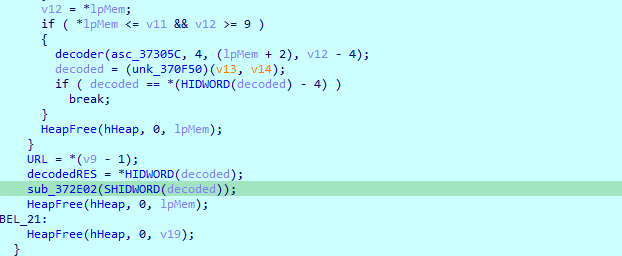 v12 = *lpMem;
if ( *lpMem <= v11 && v12 >= 9 )
{
decoder(asc_37305C, 4, (lpMem + 2), v12 - 4);
decoded = (unk_370F50)(v13, v14);
if ( decoded == *(HIDWORD(decoded) - 4) )
break;
}
HeapFree(hHeap, 0, lpMem);
}
URL = *(v9 - 1);
decodedRES = *HIDWORD(decoded);
sub_372E02(SHIDWORD(decoded));
HeapFree(hHeap, 0, lpMem);
BEL_21:
HeapFree(hHeap, 0, v19);
}